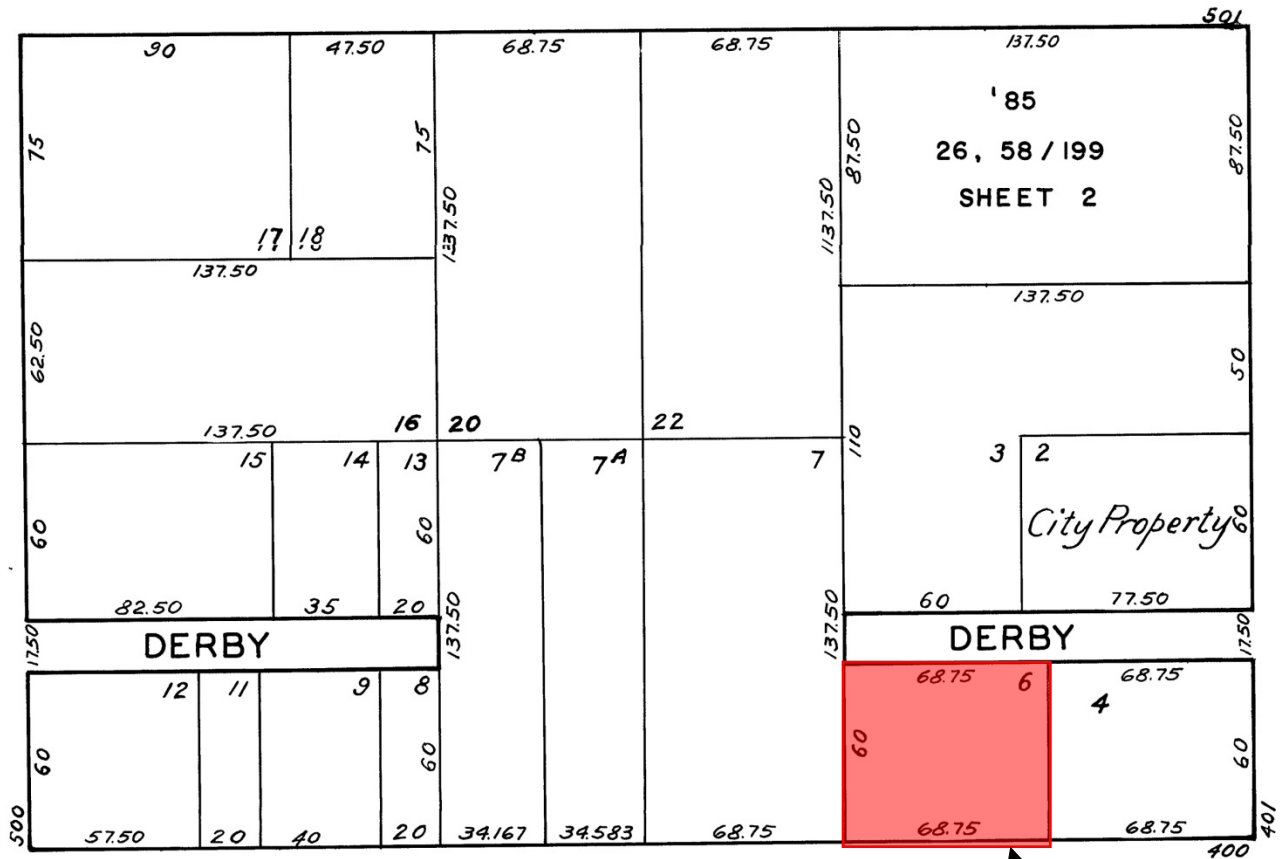 501
90 47.50 68.75 68.75 137.50
'85
26, 58/199
SHEET 2
75 75 87.50 87.50
137.50 137.50
17 18
137.50 137.50
62.50 50
137.50 16 20 22
15 14 13 7B 7A 7 110 3 2
60 60 City Property 60
82.50 35 20 60 77.50
17.50 DERBY 137.50 137.50 DERBY 17.50
12 11 9 8 68.75 6 68.75
4
60 60 60 60
500 57.50 20 40 20 34.167 34.583 68.75 68.75 68.75 401
400